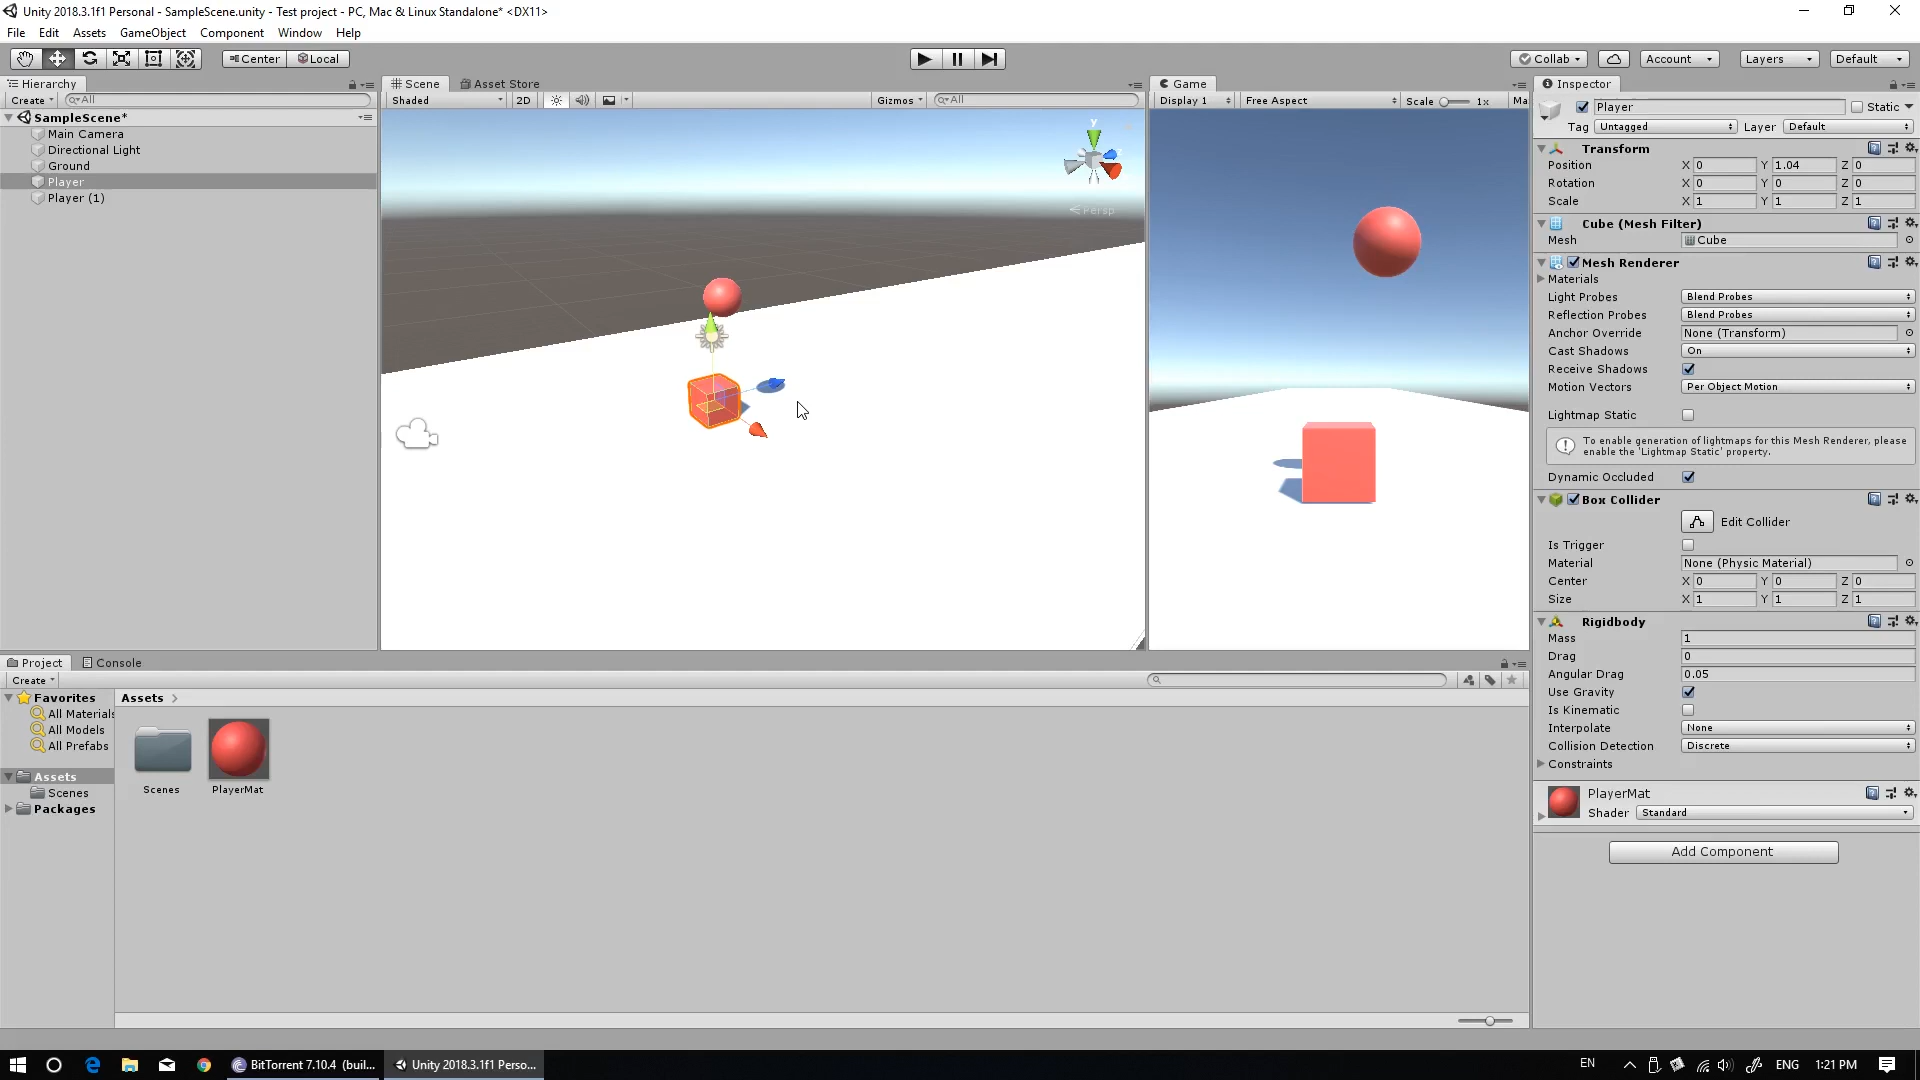 Unity 2018.3.1f1 Personal - SampleScene.unity - Test project - PC, Mac & Linux Standalone* <DX11>
File Edit Assets GameObject Component Window Help
Center Local
Collab Account Layers Default
Hierarchy
Create All
SampleScene*
Main Camera
Directional Light
Ground
Player
Player (1)
Scene Asset Store
Shaded 2D Gizmos All
y
Persp
Game
Display 1 Free Aspect Scale 1x Ma
Inspector
Player Static
Tag Untagged Layer Default
Transform
Position X 0 Y 1.04 Z 0
Rotation X 0 Y 0 Z 0
Scale X 1 Y 1 Z 1
Cube (Mesh Filter)
Mesh Cube
Mesh Renderer
Materials
Light Probes Blend Probes
Reflection Probes Blend Probes
Anchor Override None (Transform)
Cast Shadows On
Receive Shadows
Motion Vectors Per Object Motion
Lightmap Static
To enable generation of lightmaps for this Mesh Renderer, please
enable the 'Lightmap Static' property.
Dynamic Occluded
Box Collider
Edit Collider
Is Trigger
Material None (Physic Material)
Center X 0 Y 0 Z 0
Size X 1 Y 1 Z 1
Rigidbody
Mass 1
Drag 0
Angular Drag 0.05
Use Gravity
Is Kinematic
Interpolate None
Collision Detection Discrete
Constraints
PlayerMat
Shader Standard
Add Component
Project Console
Create
Favorites
All Materials
All Models
All Prefabs
Assets
Scenes
Packages
Assets
Scenes
PlayerMat
BitTorrent 7.10.4 (buil...
Unity 2018.3.1f1 Perso...
EN
ENG
1:21 PM